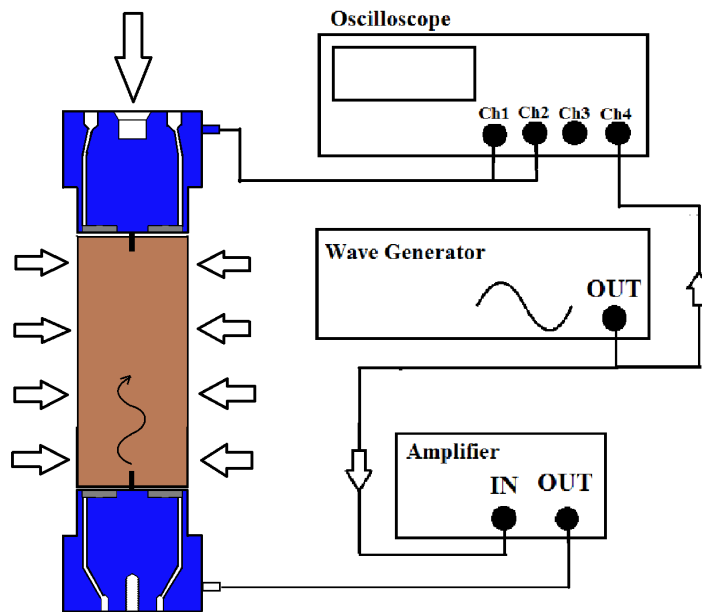 Oscilloscope
Ch1 Ch2 Ch3 Ch4
Wave Generator
OUT
Amplifier
IN OUT